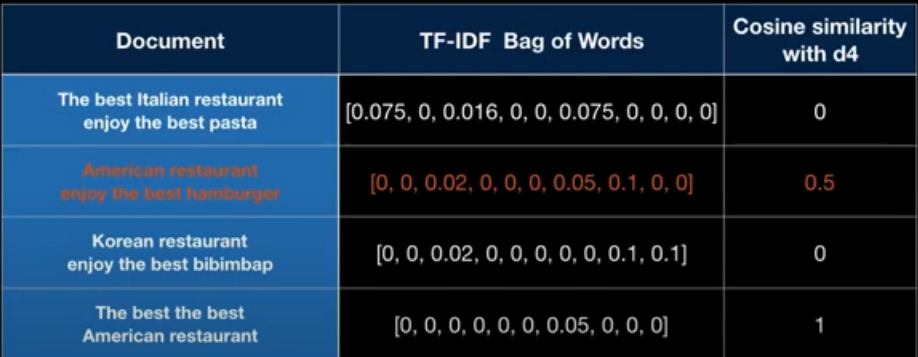 Document
TF-IDF Bag of Words
Cosine similarity
with d4
The best Italian restaurant
enjoy the best pasta
[0.075, 0, 0.016, 0, 0, 0.075, 0, 0, 0, 0]
0
American restaurant
enjoy the best hamburger
[0, 0, 0.02, 0, 0, 0, 0.05, 0.1, 0, 0]
0.5
Korean restaurant
enjoy the best bibimbap
[0, 0, 0.02, 0, 0, 0, 0, 0, 0.1, 0.1]
0
The best the best
American restaurant
[0, 0, 0, 0, 0, 0, 0.05, 0, 0, 0]
1